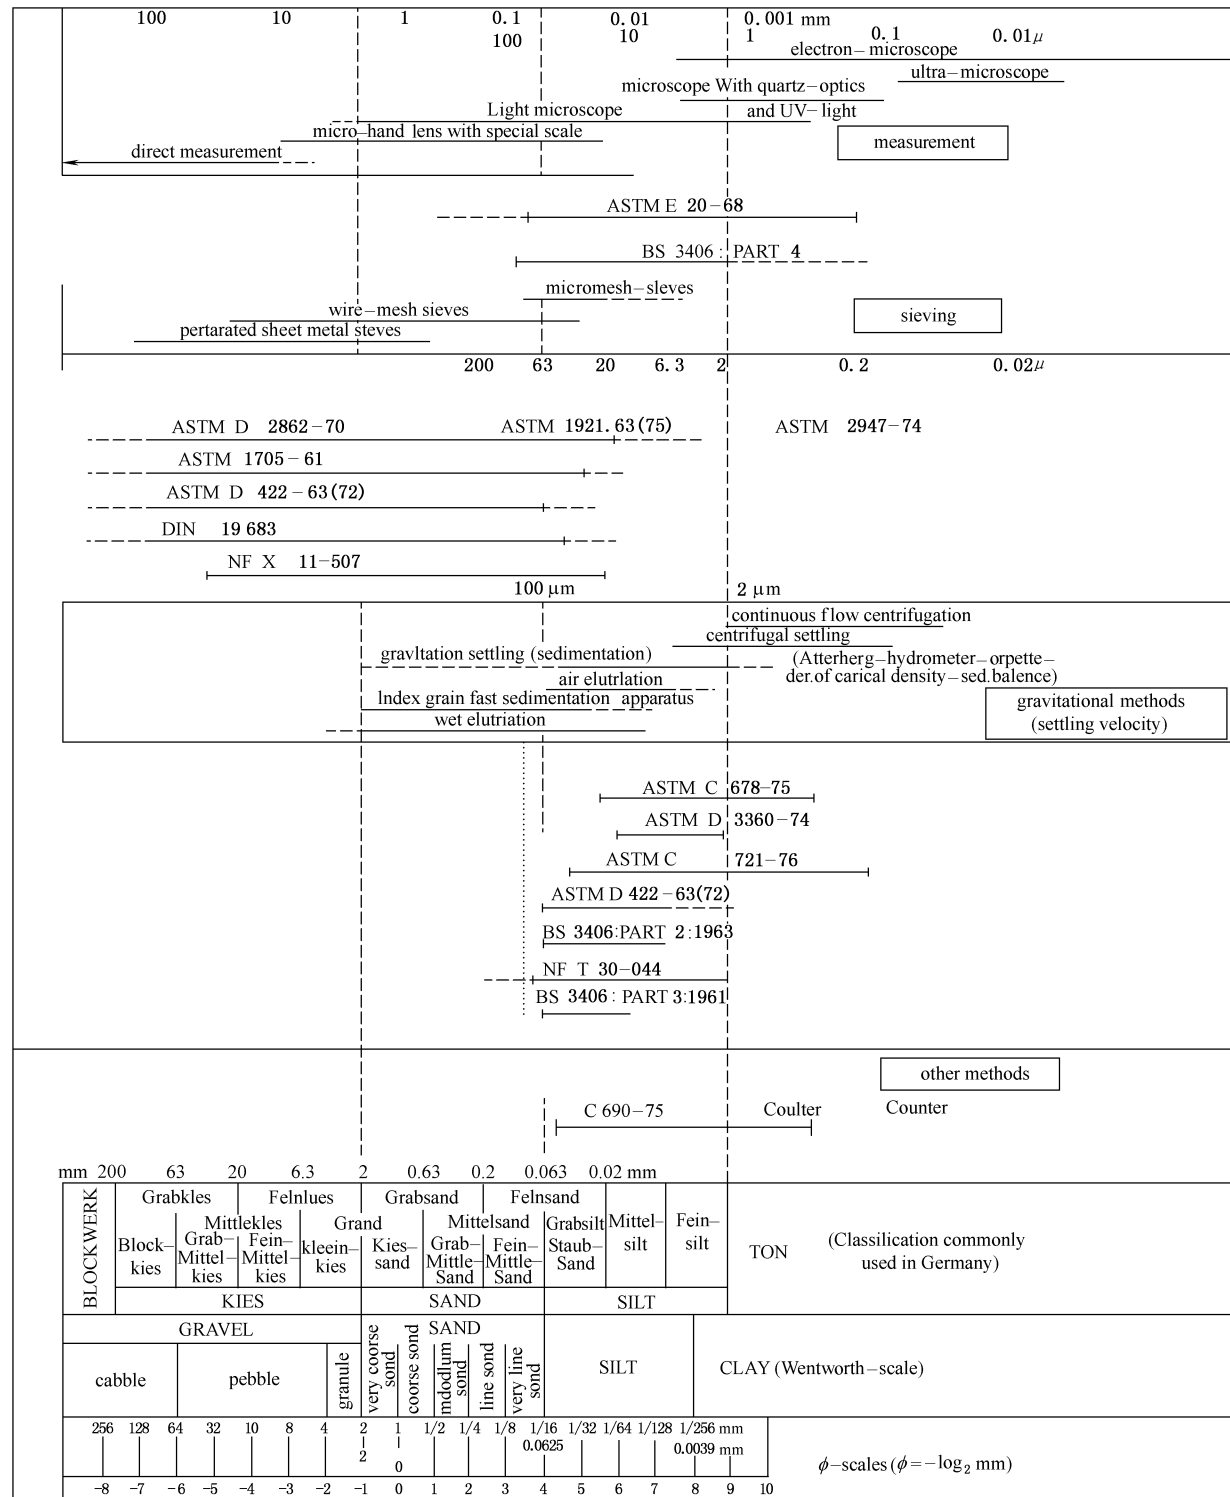 100 10 1 0.1 0.01 0.001 mm
100 10 1 0.1 0.01μ
electron–microscope
ultra–microscope
microscope With quartz–optics
Light microscope and UV–light
micro–hand lens with special scale
measurement
direct measurement
ASTM E 20–68
BS 3406: PART 4
micromesh–sleves
wire–mesh sieves
sieving
pertarated sheet metal steves
200 63 20 6.3 2 0.2 0.02μ
ASTM D 2862–70 ASTM 1921.63(75) ASTM 2947–74
ASTM 1705–61
ASTM D 422–63(72)
DIN 19 683
NF X 11–507
100 μm 2 μm
continuous flow centrifugation
centrifugal settling
gravltation settling (sedimentation) (Atterherg–hydrometer–orpette–
air elutrlation der.of carical density–sed.balence)
lndex grain fast sedimentation apparatus
gravitational methods
wet elutriation
(settling velocity)
ASTM C 678–75
ASTM D 3360–74
ASTM C 721–76
ASTM D 422–63(72)
BS 3406:PART 2:1963
NF T 30–044
BS 3406: PART 3:1961
other methods
C 690–75 Coulter Counter
mm 200 63 20 6.3 2 0.63 0.2 0.063 0.02 mm
BLOCKWERK
Grabkles Felnlues Grabsand Felnsand
Mittlekles Grand Mittelsand
Block–
kies
Grab–
Mittel–
kies
Fein–
Mittel–
kies
kleein–
kies
Kies–
sand
Grab–
Mittle–
Sand
Fein–
Mittle–
Sand
Grabsilt
Staub–
Sand
Mittel–
silt
Fein–
silt
TON
(Classilication commonly
used in Germany)
KIES SAND SILT
GRAVEL SAND
cabble pebble
granule
very coorse
sond
coorse sond
mdodlum
sond
line sond
very line
sond
SILT CLAY (Wentworth–scale)
256 128 64 32 10 8 4 2 1 1/2 1/4 1/8 1/16 1/32 1/64 1/128 1/256 mm
0.0625 0.0039 mm
2
0
ϕ–scales (ϕ=–log₂ mm)
–8 –7 –6 –5 –4 –3 –2 –1 0 1 2 3 4 5 6 7 8 9 10